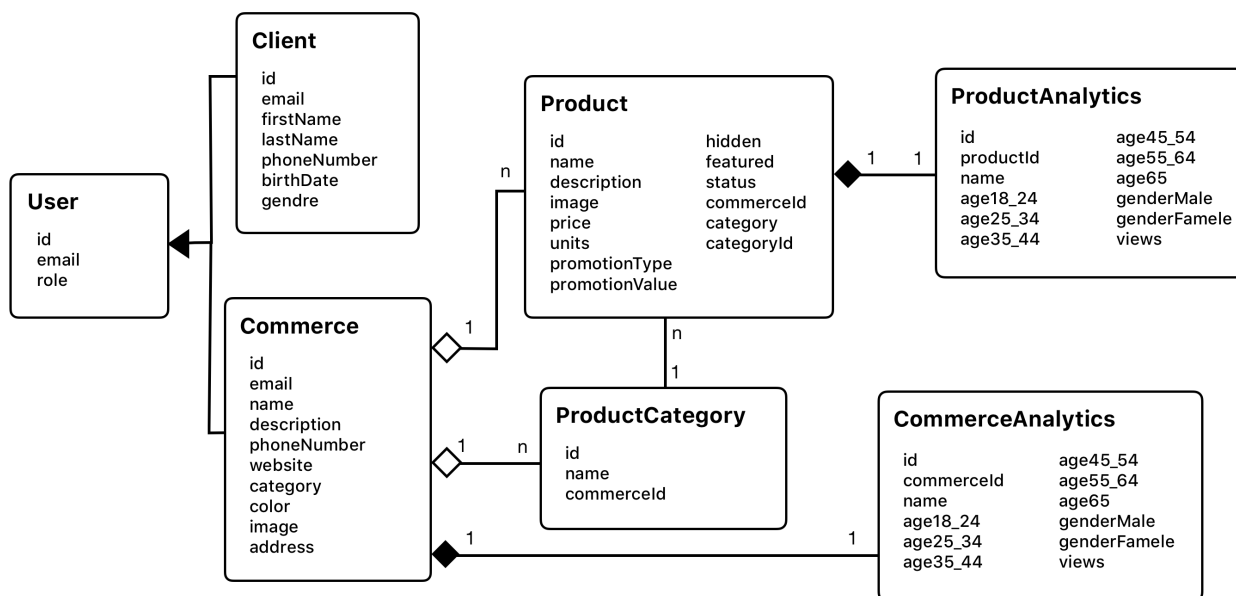 Client
id
email
firstName
lastName
phoneNumber
birthDate
gendre
User
id
email
role
Commerce
id
email
name
description
phoneNumber
website
category
color
image
address
1
n
1
n
1
1
Product
id
name
description
image
price
units
promotionType
promotionValue
hidden
featured
status
commerceId
category
categoryId
1
1
n
1
ProductCategory
id
name
commerceId
ProductAnalytics
id
productId
name
age18_24
age25_34
age35_44
age45_54
age55_64
age65
genderMale
genderFamele
views
CommerceAnalytics
id
commerceId
name
age18_24
age25_34
age35_44
age45_54
age55_64
age65
genderMale
genderFamele
views